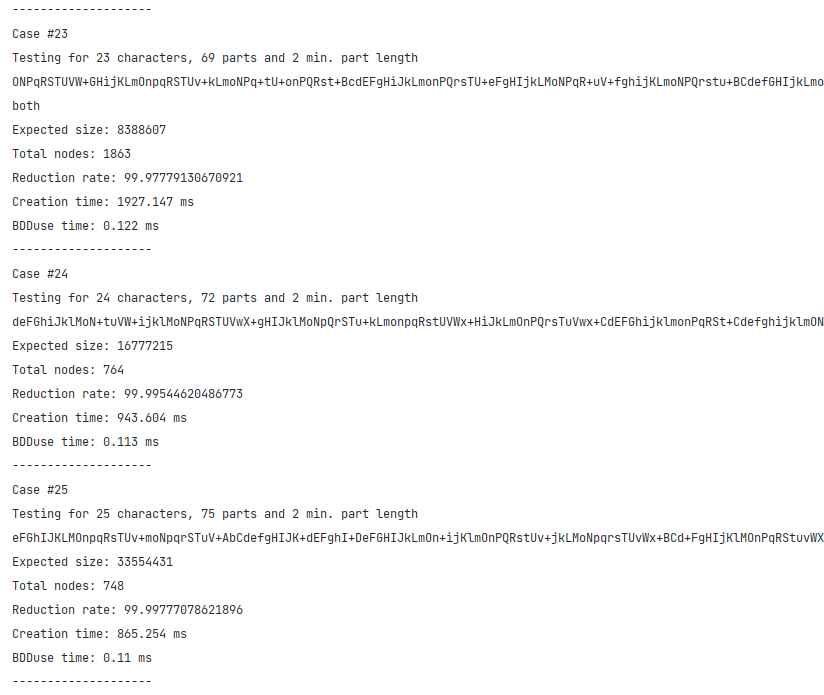 --------------------
Case #23
Testing for 23 characters, 69 parts and 2 min. part length
ONPqRSTUVW+GHijKLmOnpqRSTUv+kLmoNPq+tU+onPQRst+BcdEFgHiJkLmonPQrsTU+eFgHIjkLMoNPqR+uV+fghijKLmoNPQrstu+BCdefGHIjkLmo
both
Expected size: 8388607
Total nodes: 1863
Reduction rate: 99.97779130670921
Creation time: 1927.147 ms
BDDuse time: 0.122 ms
--------------------
Case #24
Testing for 24 characters, 72 parts and 2 min. part length
deFGhiJklMoN+tuVW+ijklMoNPqRSTUVwX+gHIJklMoNpQrSTu+kLmonpqRstUVWx+HiJkLmOnPQrsTuVwx+CdEFGhijklmonPqRSt+CdefghijklmON
Expected size: 16777215
Total nodes: 764
Reduction rate: 99.99544620486773
Creation time: 943.604 ms
BDDuse time: 0.113 ms
--------------------
Case #25
Testing for 25 characters, 75 parts and 2 min. part length
eFGhIJKLMOnpqRsTUv+moNpqrSTuV+AbCdefgHIJK+dEFghI+DeFGHIJkLmOn+ijKlmOnPQRstUv+jkLMoNpqrsTUvWx+BCd+FgHIjKlMOnPqRStuvWX
Expected size: 33554431
Total nodes: 748
Reduction rate: 99.99777078621896
Creation time: 865.254 ms
BDDuse time: 0.11 ms
--------------------